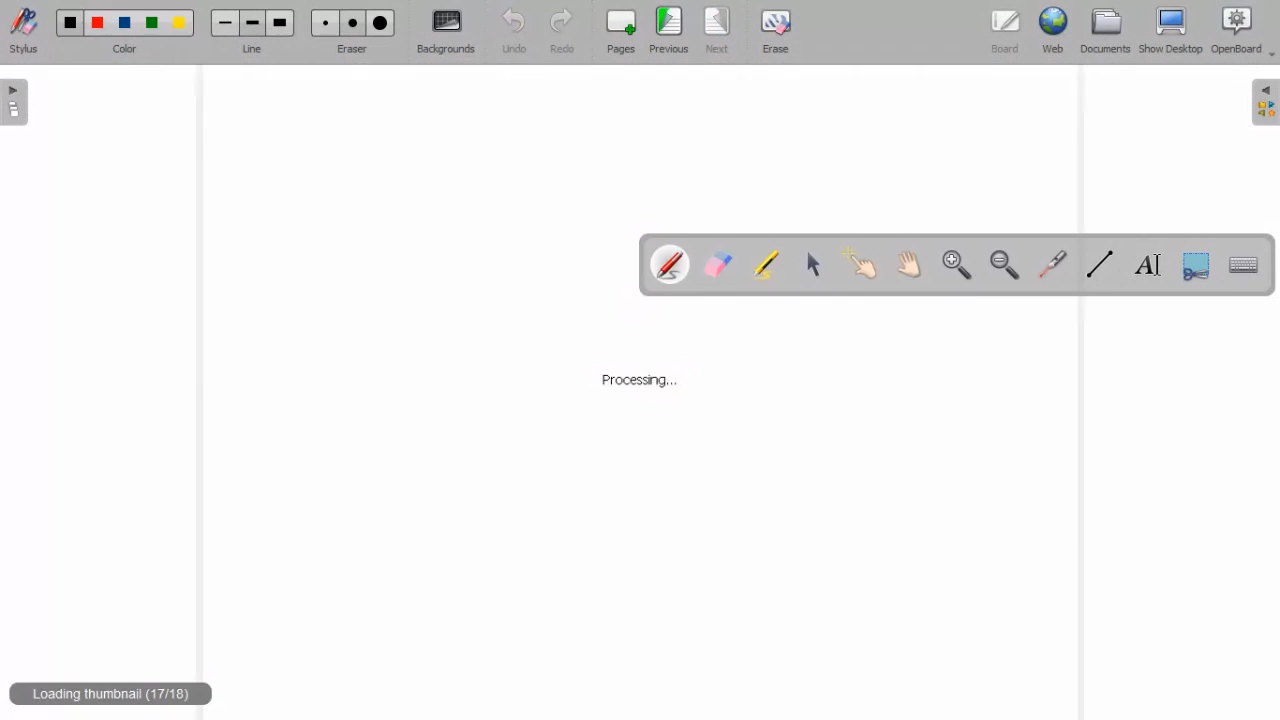 Stylus Color Line Eraser Backgrounds Undo Redo Pages Previous Next Erase Board Web Documents Show Desktop OpenBoard
A
Processing...
Loading thumbnail (17/18)